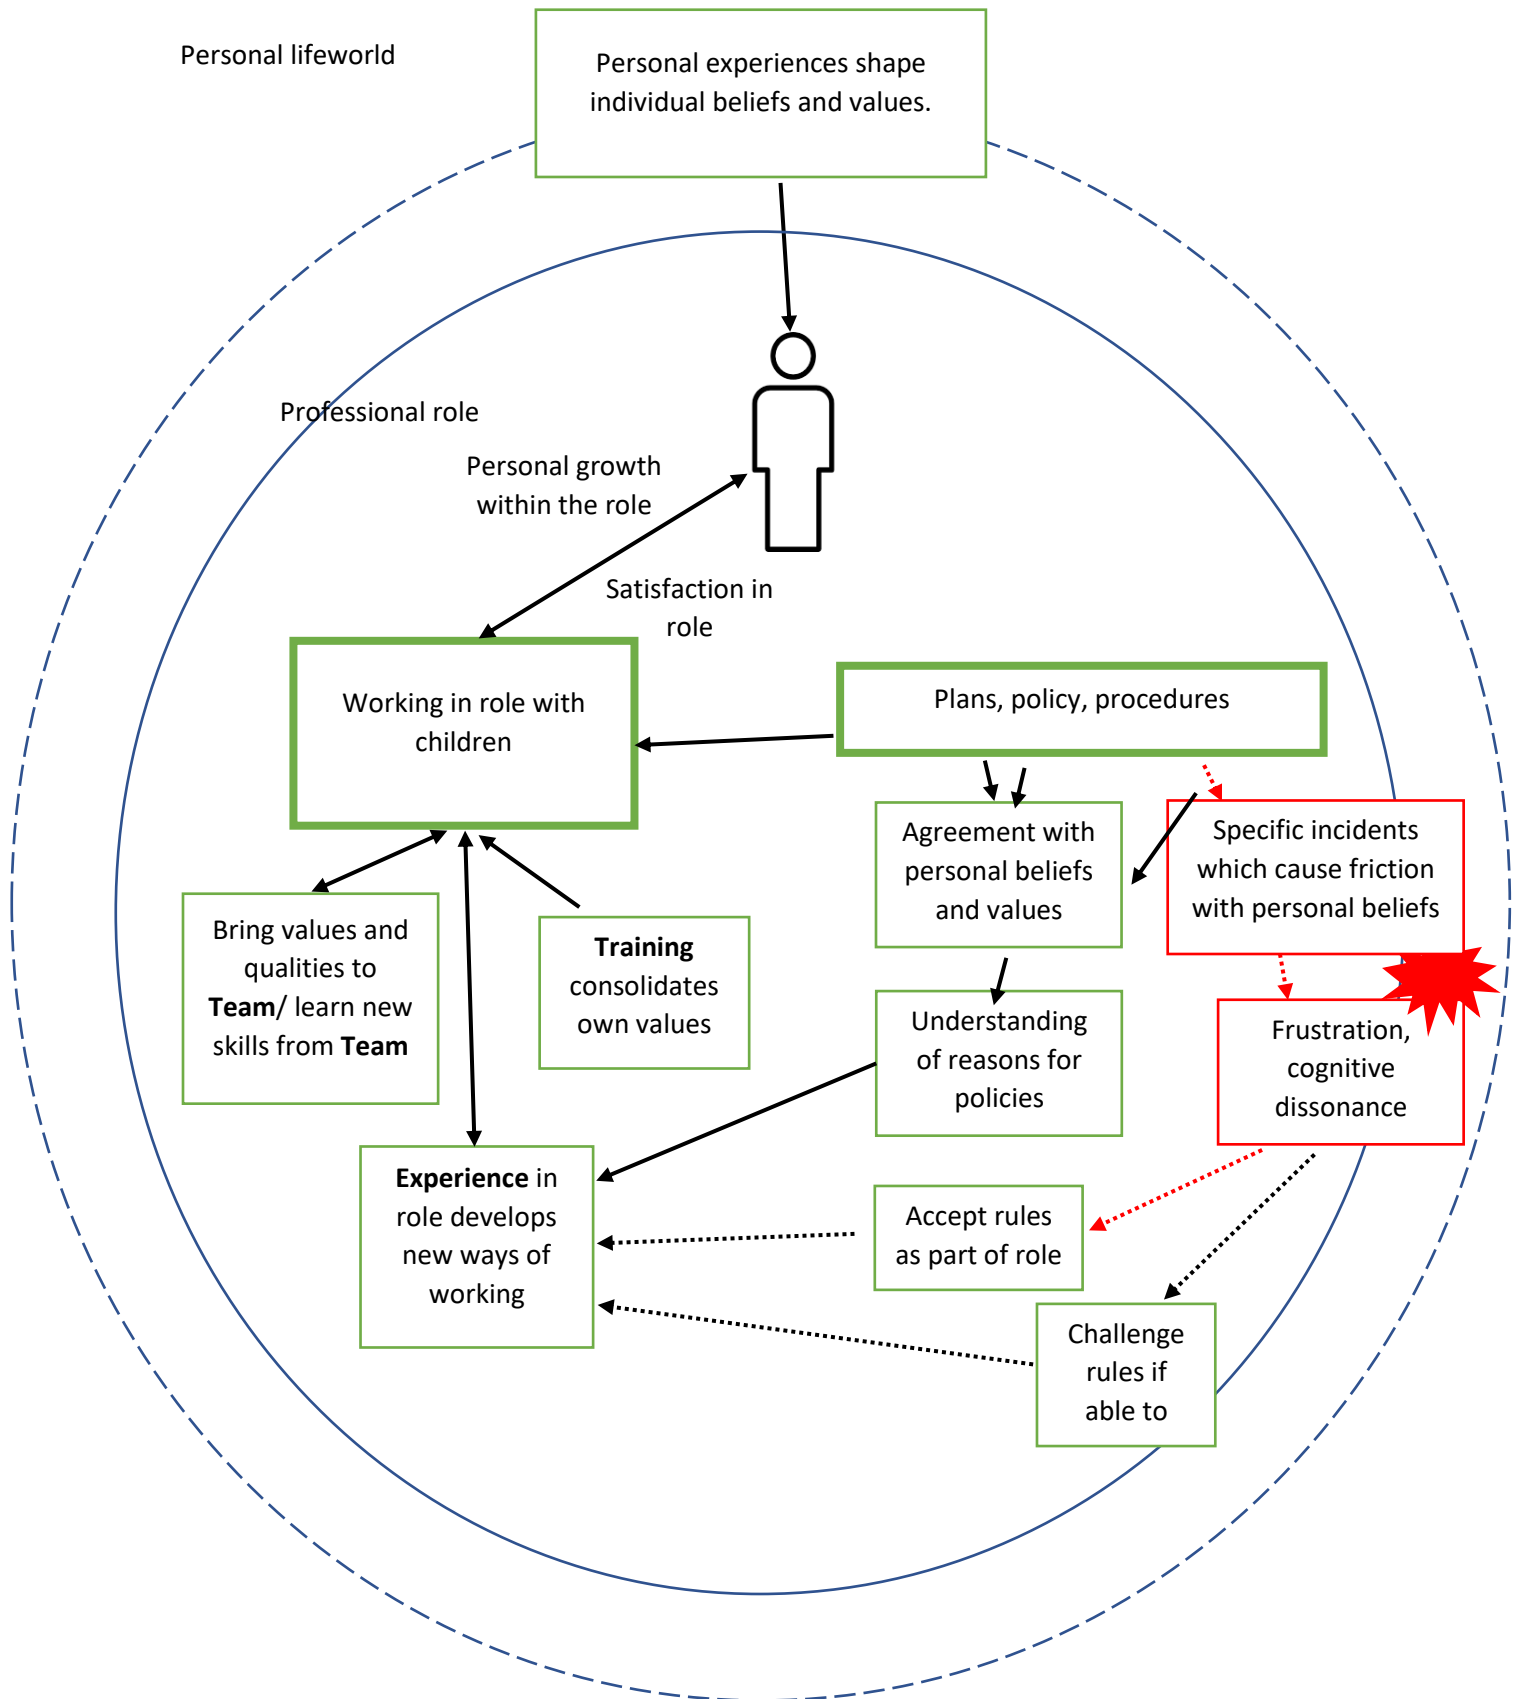 Personal lifeworld
Personal experiences shape
individual beliefs and values.
Professional role
Personal growth
within the role
Satisfaction in
role
Working in role with
children
Plans, policy, procedures
Agreement with
personal beliefs
and values
Specific incidents
which cause friction
with personal beliefs
Bring values and
qualities to
Team/ learn new
skills from Team
Training
consolidates
own values
Understanding
of reasons for
policies
Frustration,
cognitive
dissonance
Experience in
role develops
new ways of
working
Accept rules
as part of role
Challenge
rules if
able to